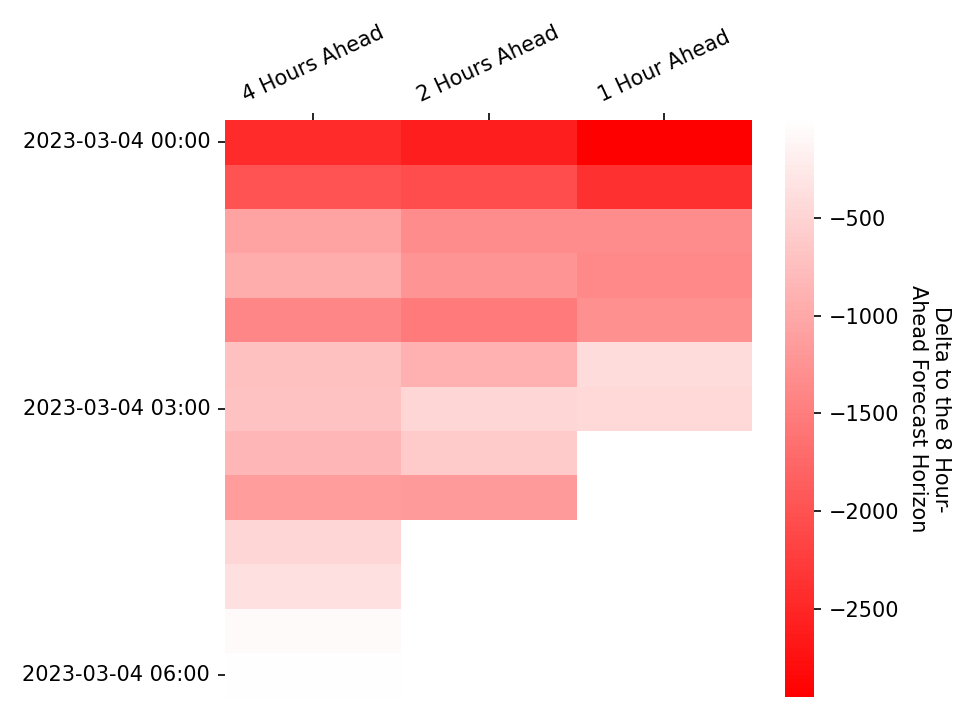 4 Hours Ahead
2 Hours Ahead
1 Hour Ahead
2023-03-04 00:00
2023-03-04 03:00
2023-03-04 06:00
−500
−1000
−1500
−2000
−2500
Delta to the 8 Hour-
Ahead Forecast Horizon